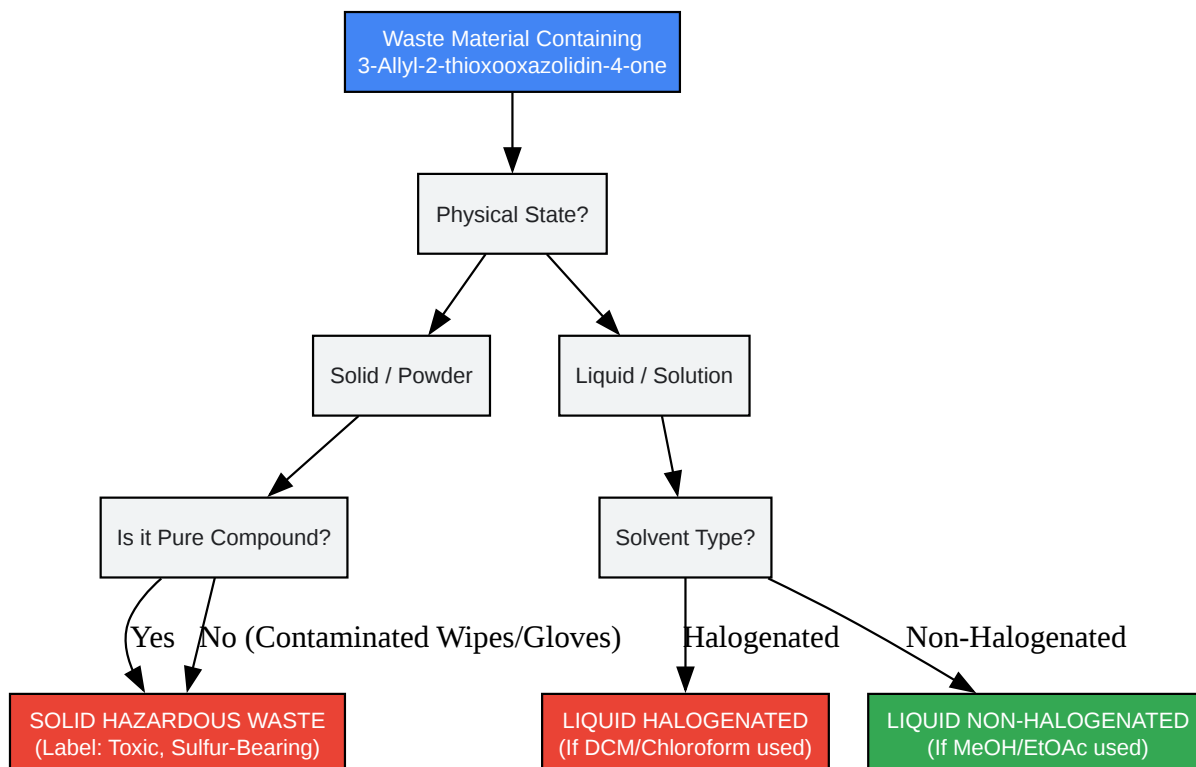 Waste Material Containing
3-Allyl-2-thioxooxazolidin-4-one
Physical State?
Solid / Powder
Liquid / Solution
Is it Pure Compound?
Solvent Type?
Yes
No (Contaminated Wipes/Gloves)
Halogenated
Non-Halogenated
SOLID HAZARDOUS WASTE
(Label: Toxic, Sulfur-Bearing)
LIQUID HALOGENATED
(If DCM/Chloroform used)
LIQUID NON-HALOGENATED
(If MeOH/EtOAc used)